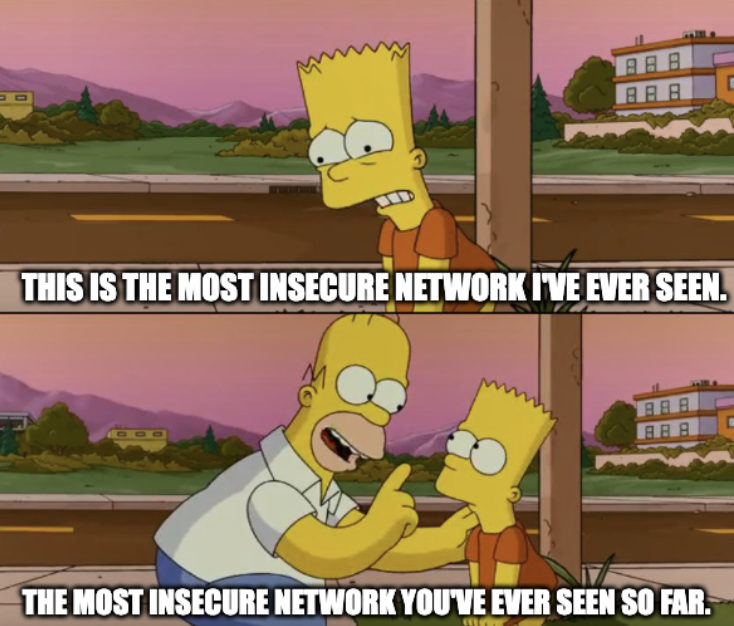 THIS IS THE MOST INSECURE NETWORK I'VE EVER SEEN.
THE MOST INSECURE NETWORK YOU'VE EVER SEEN SO FAR.